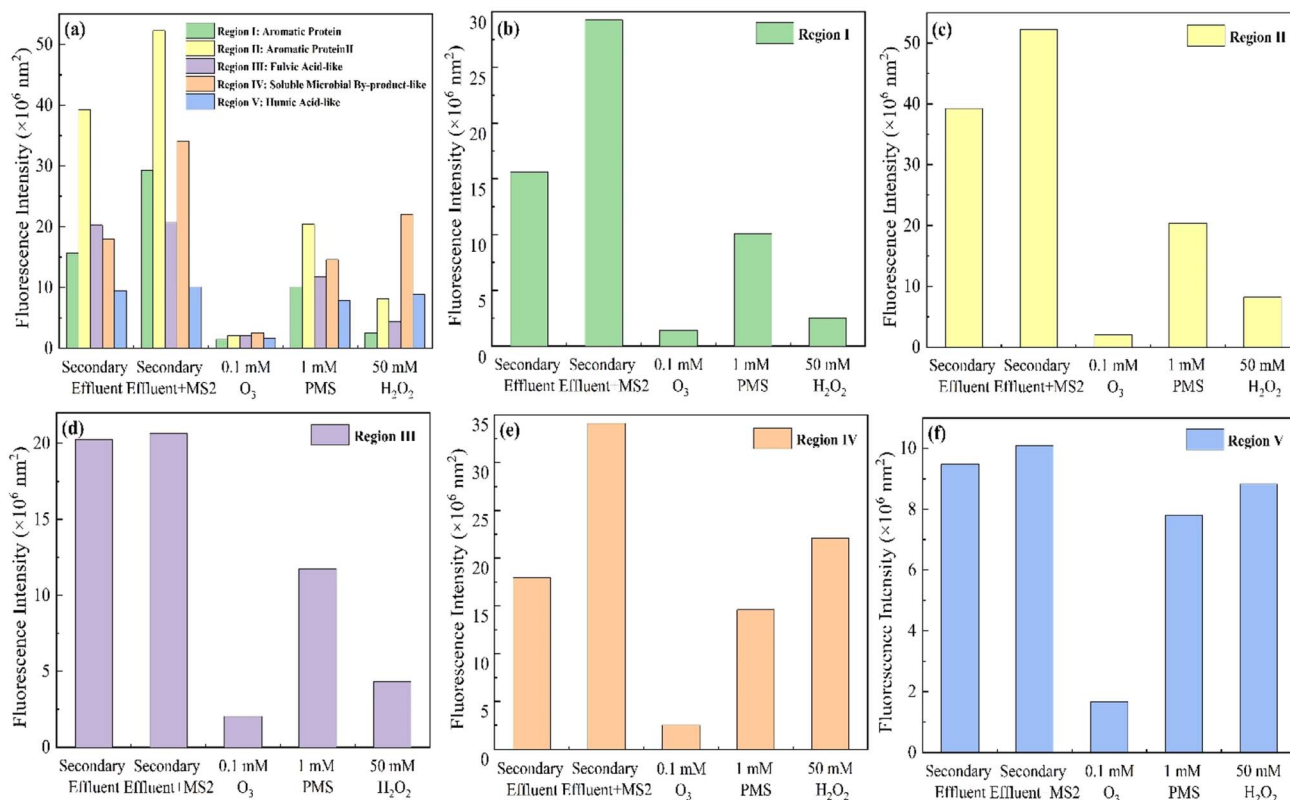 (a)
Region I: Aromatic Protein
Region II: Aromatic ProteinII
Region III: Fulvic Acid-like
Region IV: Soluble Microbial By-product-like
Region V: Humic Acid-like
Fluorescence Intensity (×10⁶ nm²)
50
40
30
20
10
0
Secondary Secondary 0.1 mM 1 mM 50 mM
Effluent Effluent+MS2 O₃ PMS H₂O₂
(b)
Region I
Fluorescence Intensity (×10⁶ nm²)
30
25
20
15
10
5
0
Secondary Secondary 0.1 mM 1 mM 50 mM
Effluent Effluent+MS2 O₃ PMS H₂O₂
(c)
Region II
Fluorescence Intensity (×10⁶ nm²)
50
40
30
20
10
0
Secondary Secondary 0.1 mM 1 mM 50 mM
Effluent Effluent+MS2 O₃ PMS H₂O₂
(d)
Region III
Fluorescence Intensity (×10⁶ nm²)
20
15
10
5
0
Secondary Secondary 0.1 mM 1 mM 50 mM
Effluent Effluent+MS2 O₃ PMS H₂O₂
(e)
Region IV
Fluorescence Intensity (×10⁶ nm²)
35
30
25
20
15
10
5
0
Secondary Secondary 0.1 mM 1 mM 50 mM
Effluent Effluent+MS2 O₃ PMS H₂O₂
(f)
Region V
Fluorescence Intensity (×10⁶ nm²)
10
8
6
4
2
0
Secondary Secondary 0.1 mM 1 mM 50 mM
Effluent Effluent MS2 O₃ PMS H₂O₂